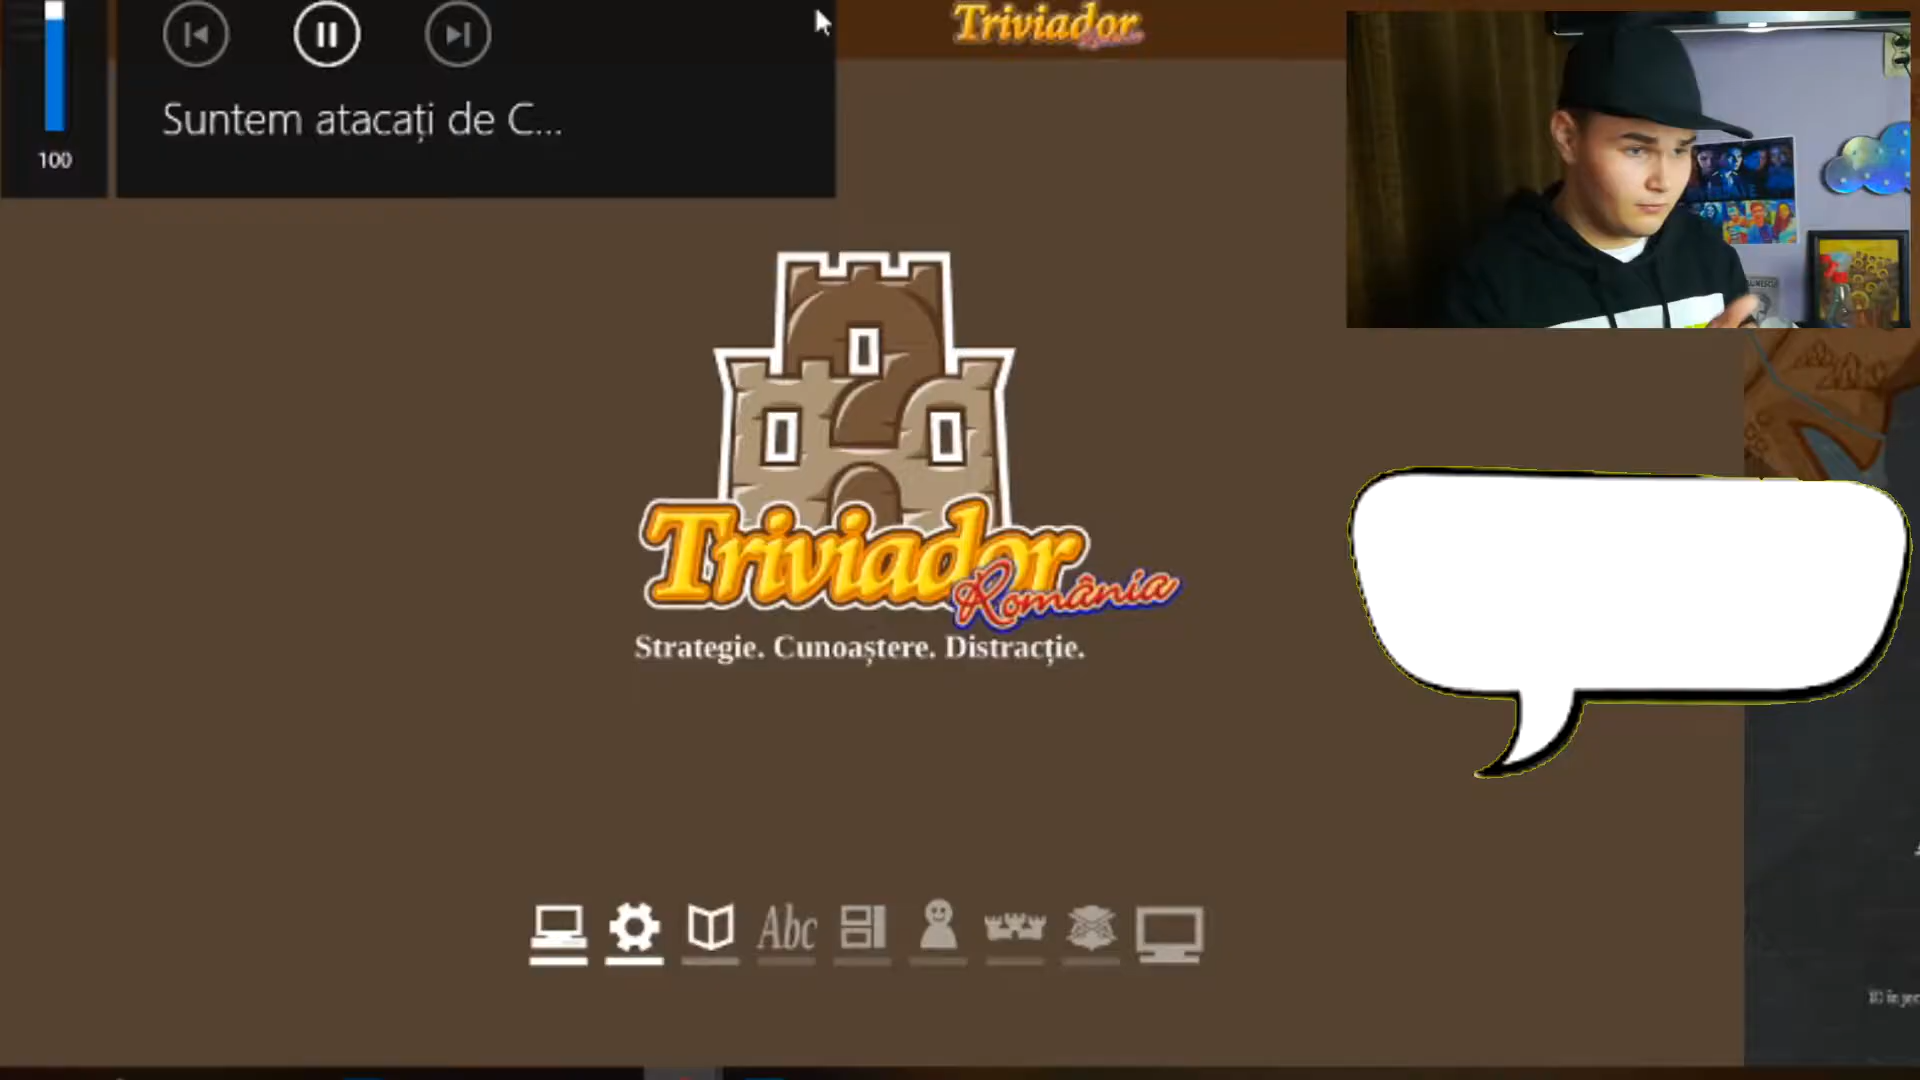 Triviador
Suntem atacați de C...
100
Triviador
România
Strategie. Cunoaștere. Distracție.
Abc